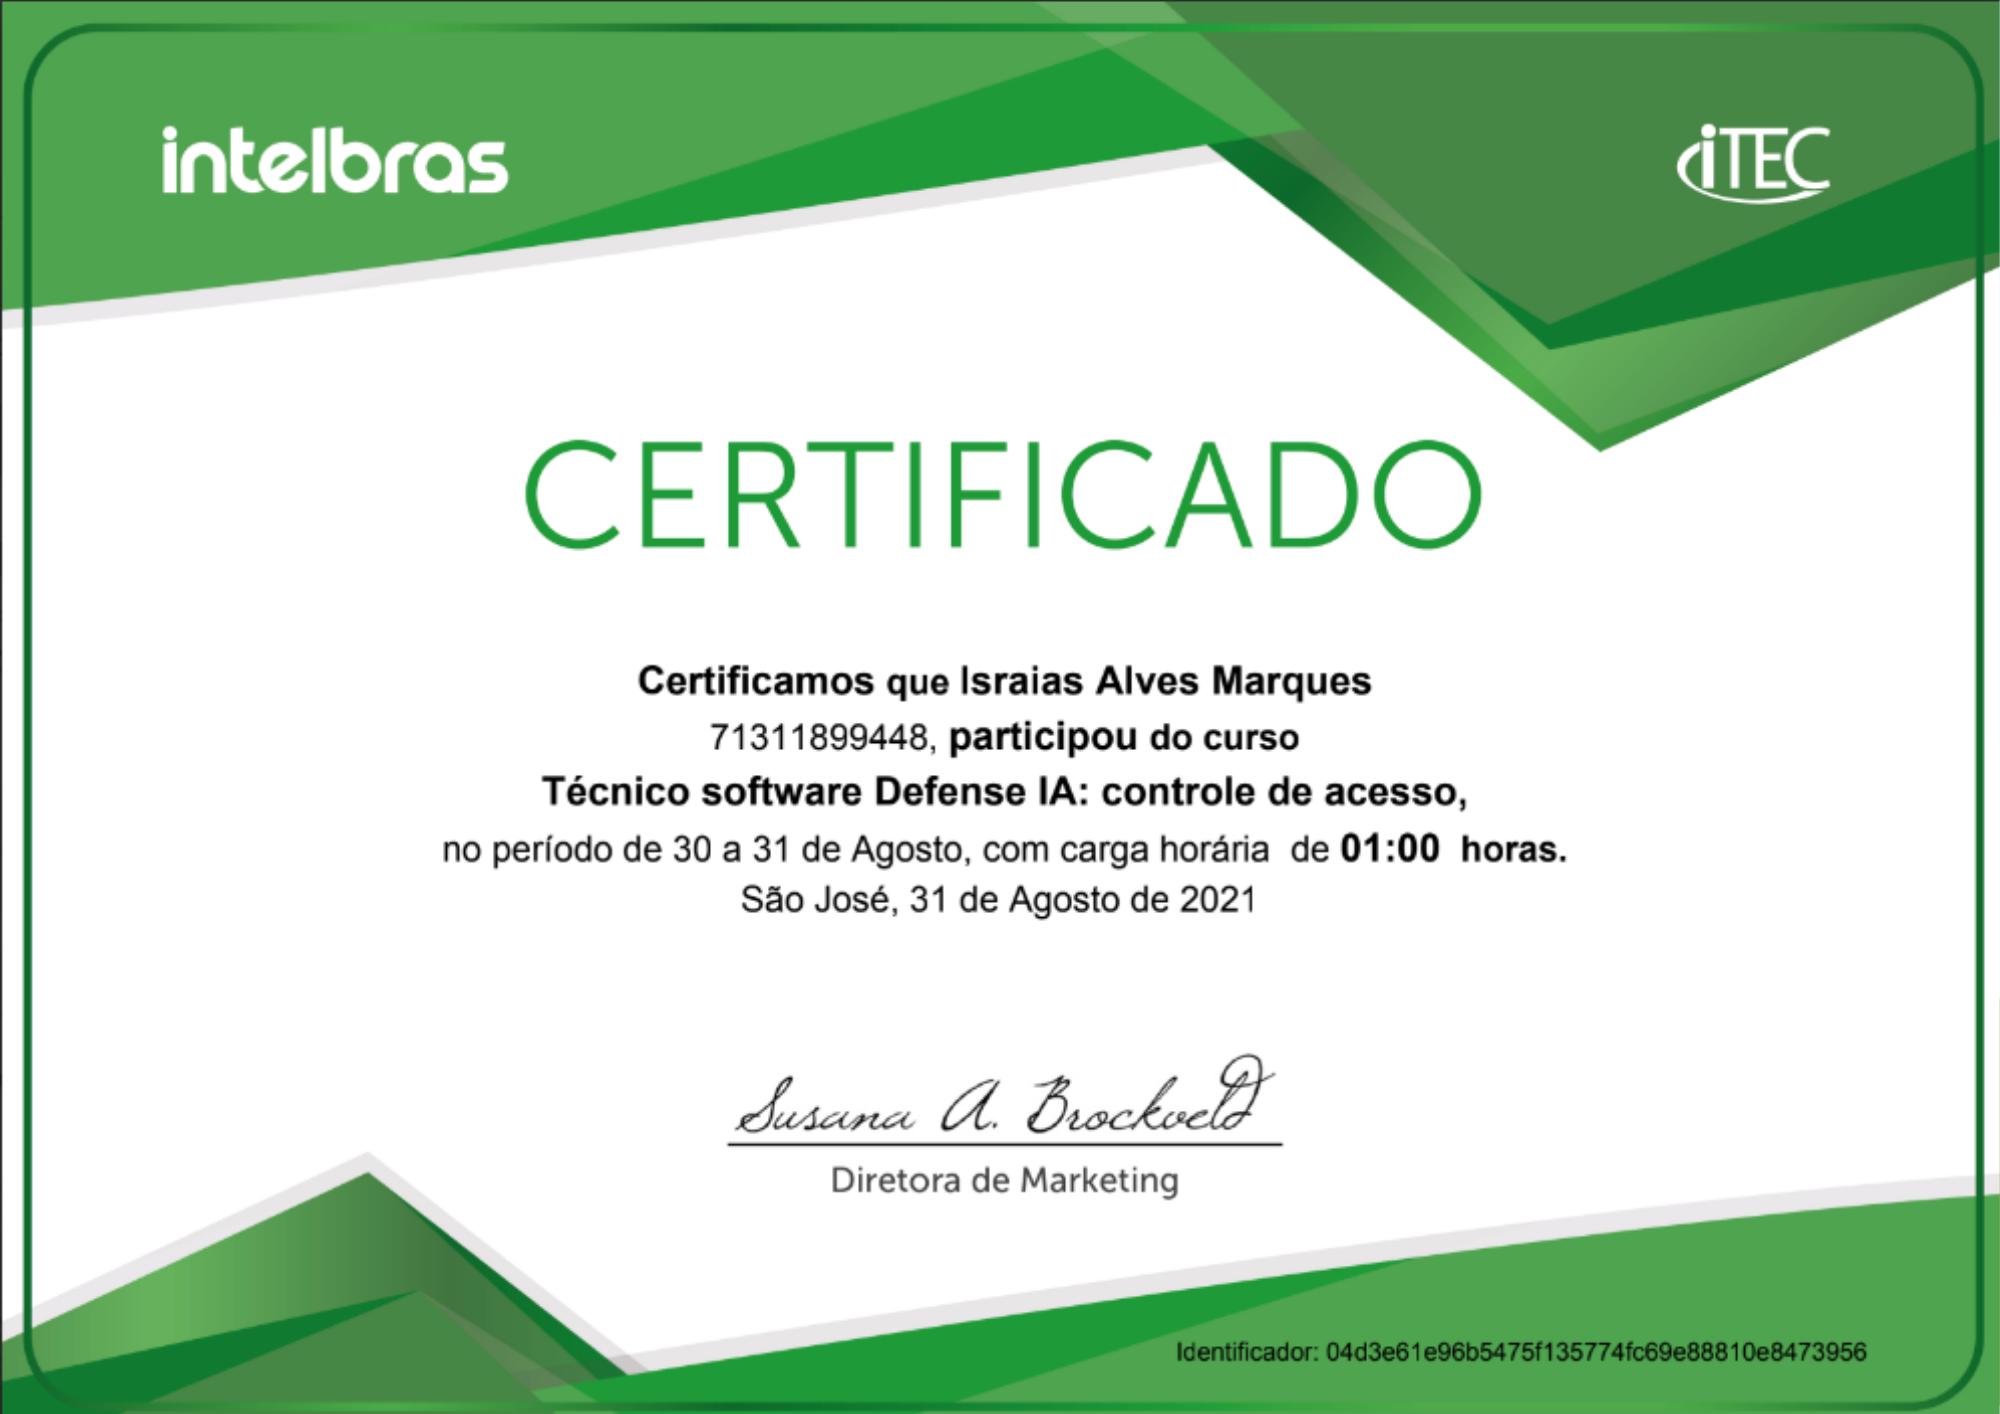 intelbras
iTEC
CERTIFICADO
Certificamos que Israias Alves Marques
71311899448, participou do curso
Técnico software Defense IA: controle de acesso,
no período de 30 a 31 de Agosto, com carga horária de 01:00 horas.
São José, 31 de Agosto de 2021
Susana A. Brockveld
Diretora de Marketing
Identificador: 04d3e61e96b5475f135774fc69e88810e8473956